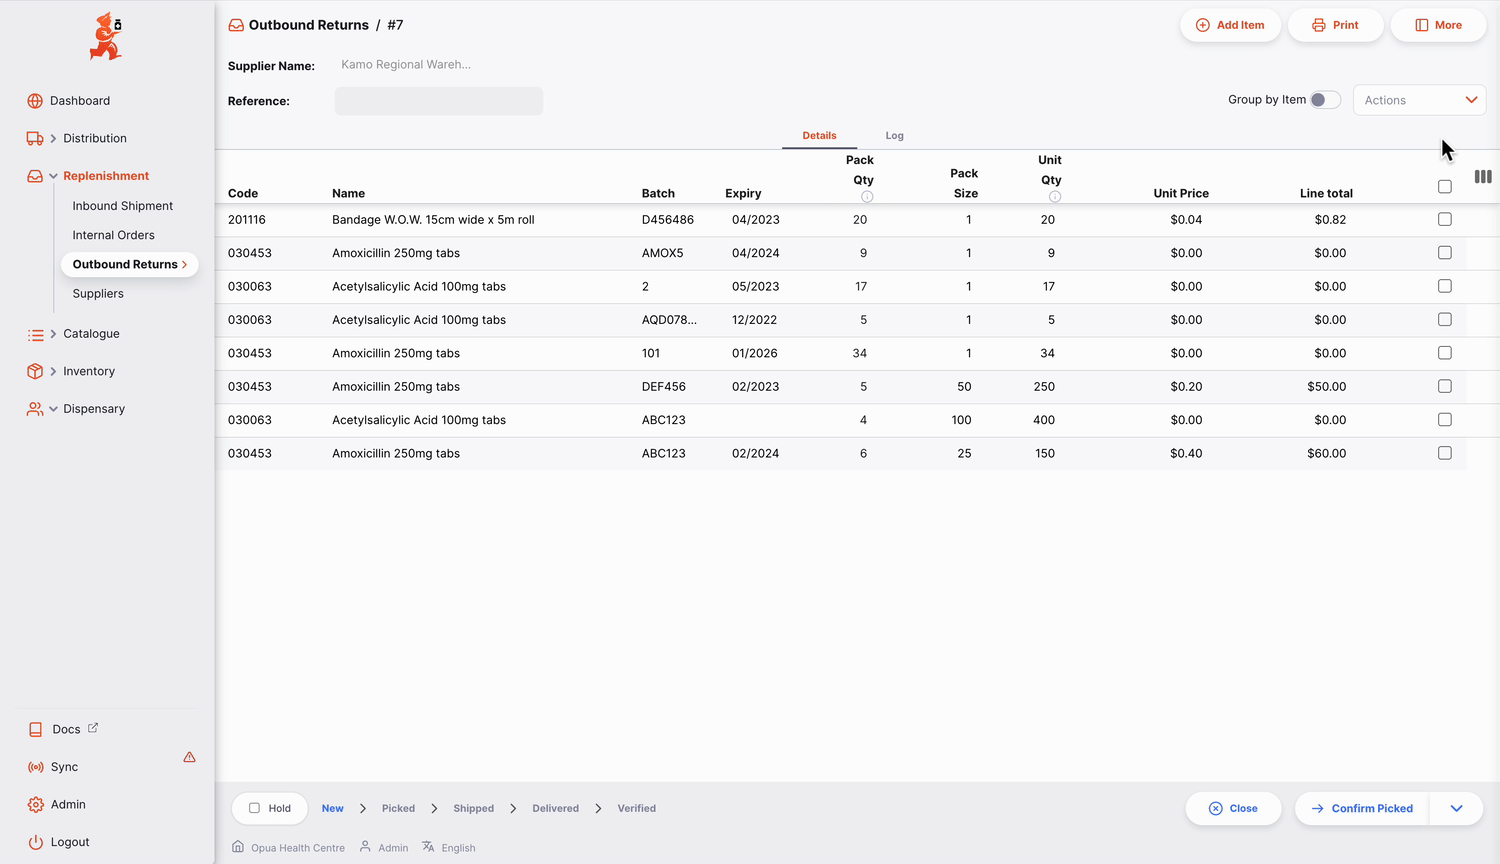 Outbound Returns / #7
Add Item
Print
More
Supplier Name: Kamo Regional Wareh...
Reference:
Group by Item
Actions
Dashboard
Distribution
Replenishment
Inbound Shipment
Internal Orders
Outbound Returns
Suppliers
Catalogue
Inventory
Dispensary
Docs
Sync
Admin
Logout
Details Log
Code Name Batch Expiry Pack Qty Pack Size Unit Qty Unit Price Line total
201116 Bandage W.O.W. 15cm wide x 5m roll D456486 04/2023 20 1 20 $0.04 $0.82
030453 Amoxicillin 250mg tabs AMOX5 04/2024 9 1 9 $0.00 $0.00
030063 Acetylsalicylic Acid 100mg tabs 2 05/2023 17 1 17 $0.00 $0.00
030063 Acetylsalicylic Acid 100mg tabs AQD078... 12/2022 5 1 5 $0.00 $0.00
030453 Amoxicillin 250mg tabs 101 01/2026 34 1 34 $0.00 $0.00
030453 Amoxicillin 250mg tabs DEF456 02/2023 5 50 250 $0.20 $50.00
030063 Acetylsalicylic Acid 100mg tabs ABC123 4 100 400 $0.00 $0.00
030453 Amoxicillin 250mg tabs ABC123 02/2024 6 25 150 $0.40 $60.00
Hold New Picked Shipped Delivered Verified
Close Confirm Picked
Opua Health Centre Admin English